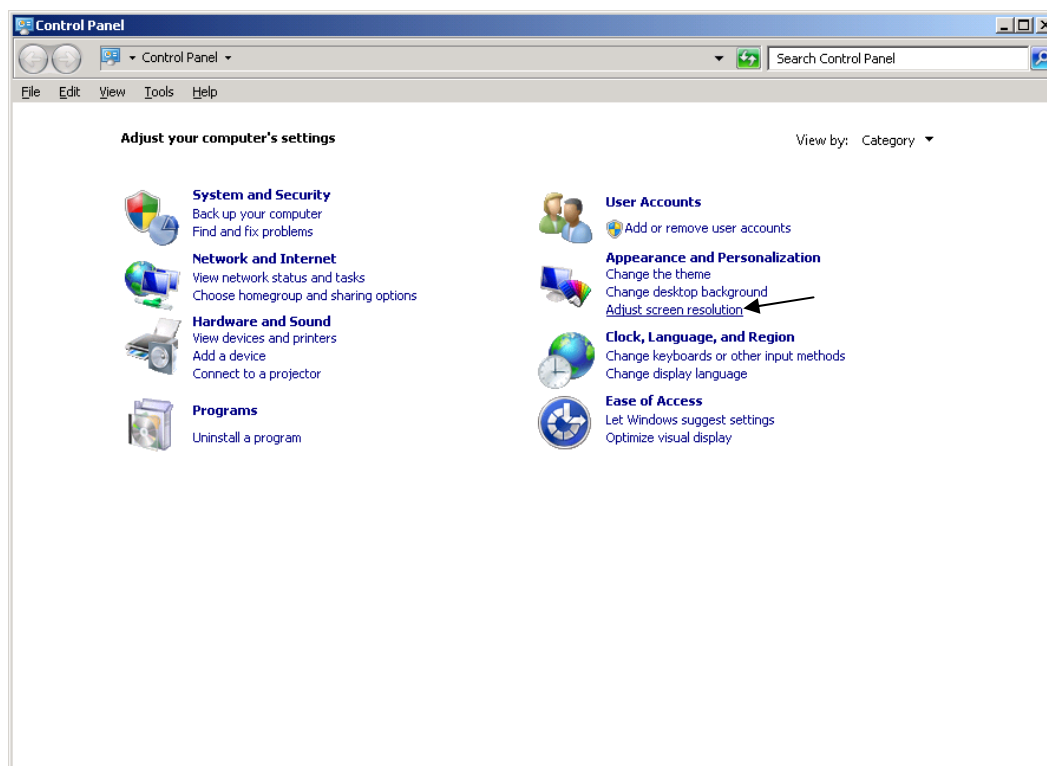 Control Panel
Control Panel
Search Control Panel
File Edit View Tools Help
Adjust your computer's settings
View by: Category
System and Security
Back up your computer
Find and fix problems
Network and Internet
View network status and tasks
Choose homegroup and sharing options
Hardware and Sound
View devices and printers
Add a device
Connect to a projector
Programs
Uninstall a program
User Accounts
Add or remove user accounts
Appearance and Personalization
Change the theme
Change desktop background
Adjust screen resolution
Clock, Language, and Region
Change keyboards or other input methods
Change display language
Ease of Access
Let Windows suggest settings
Optimize visual display